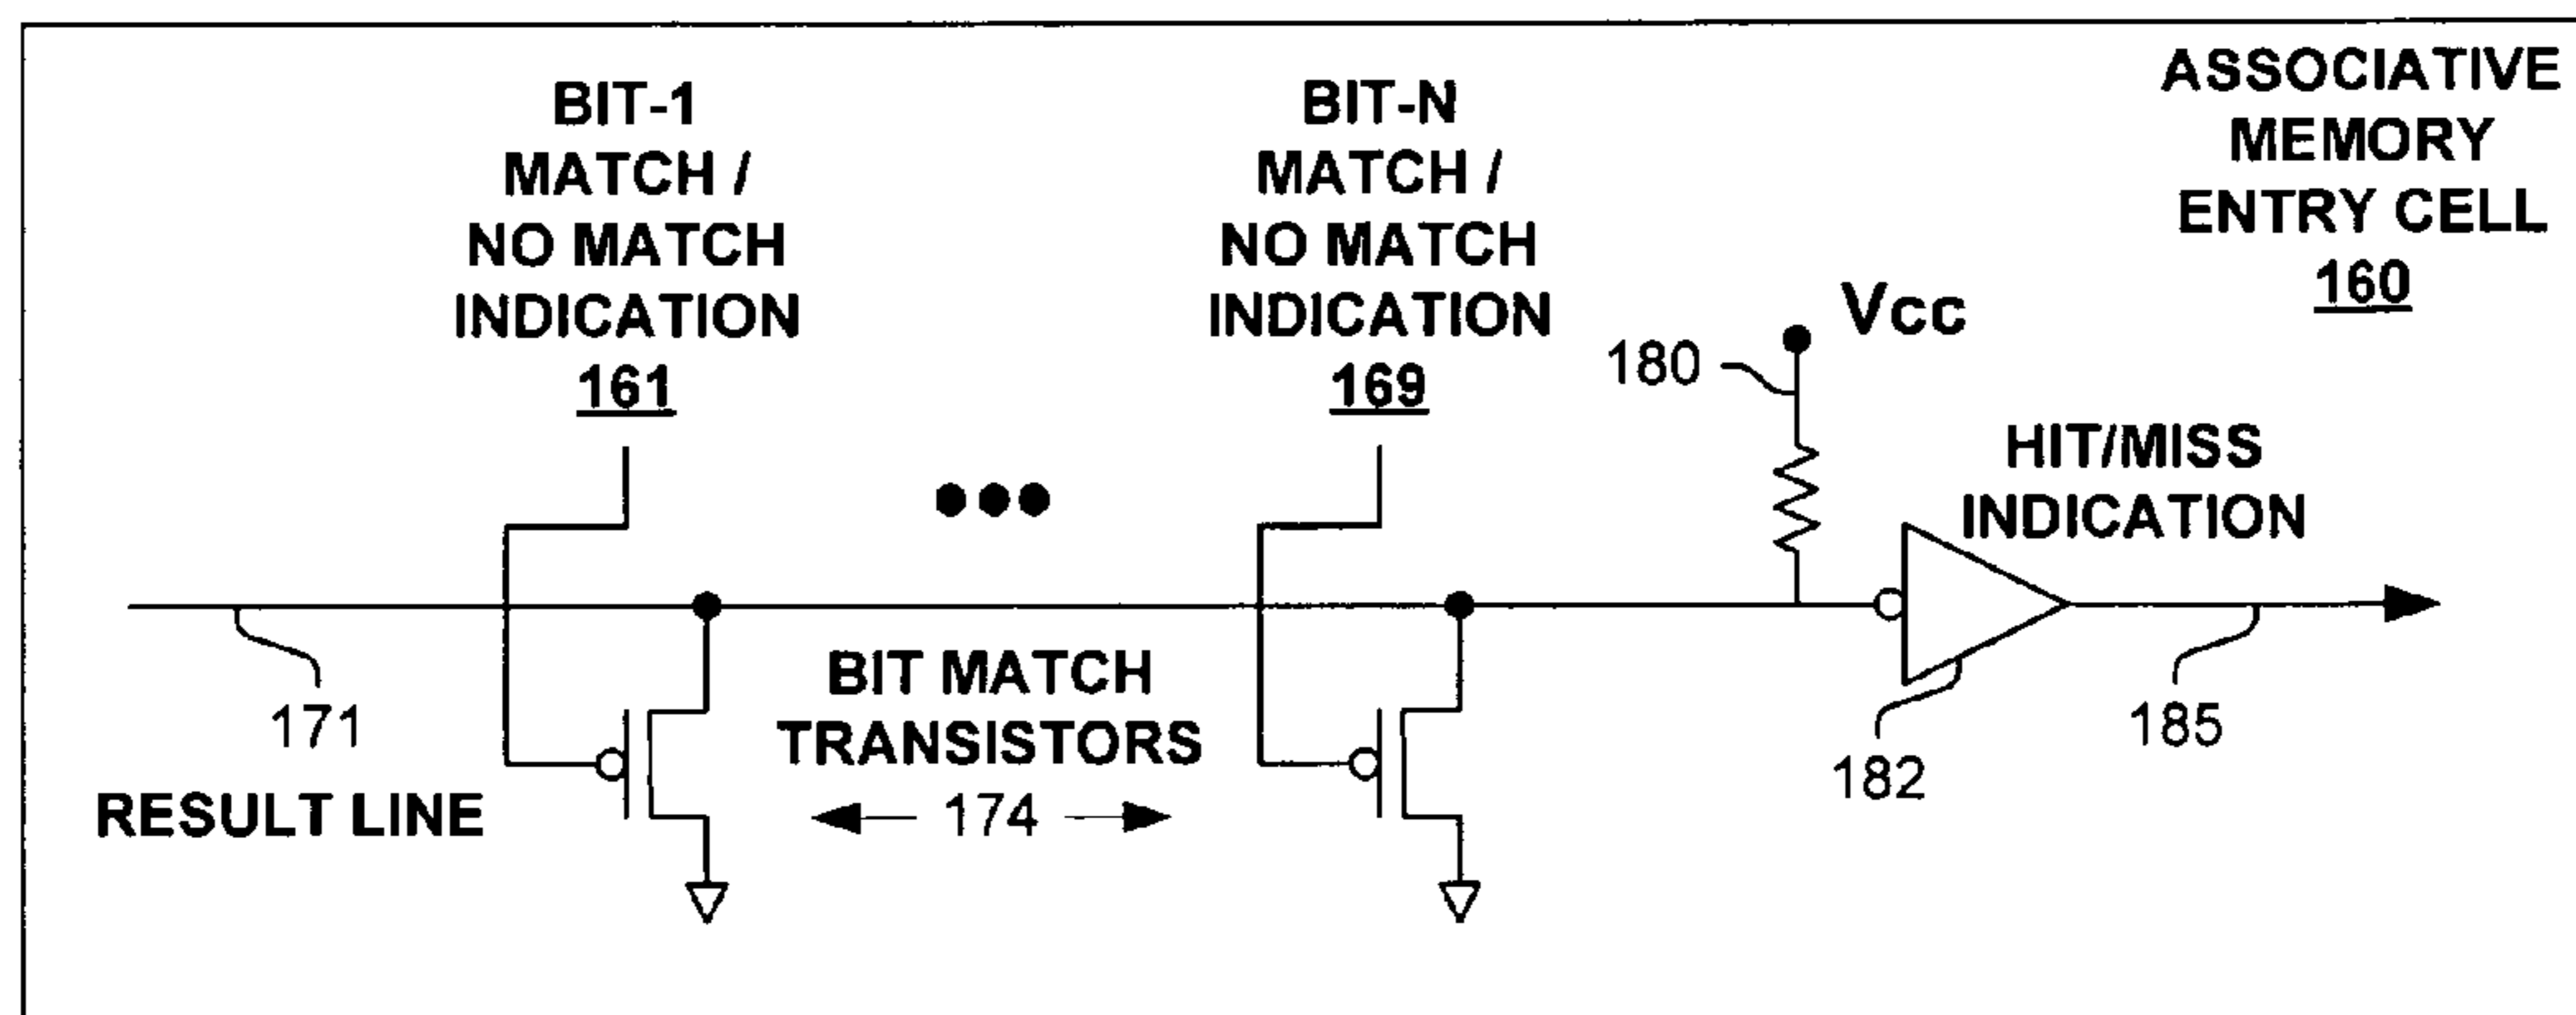 BIT-1
MATCH /
NO MATCH
INDICATION
161
BIT-N
MATCH /
NO MATCH
INDICATION
169
ASSOCIATIVE
MEMORY
ENTRY CELL
160
Vcc
180
HIT/MISS
INDICATION
171
RESULT LINE
BIT MATCH
TRANSISTORS
174
182
185